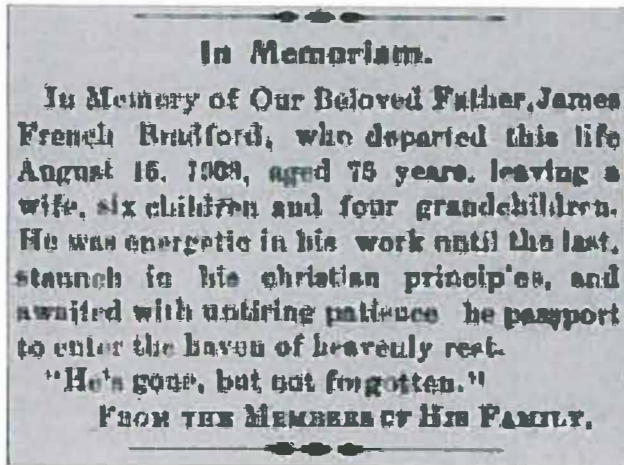 In Memoriam.
In Memory of Our Beloved Father, James
French Bradford, who departed this life
August 16, 1909, aged 75 years, leaving a
wife, six children and four grandchildren.
He was energetic in his work until the last,
staunch in his christian principles, and
awaited with untiring patience he passport
to enter the haven of heavenly rest.
"He's gone, but not forgotten."
FROM THE MEMBERS OF HIS FAMILY.